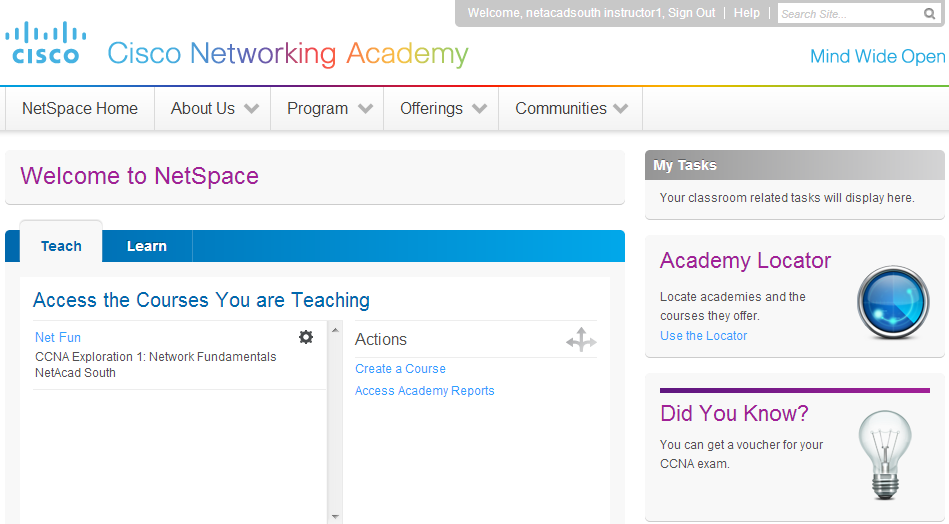 Welcome, netacadsouth instructor1, Sign Out | Help | Search Site...
CISCO Cisco Networking Academy Mind Wide Open
NetSpace Home About Us Program Offerings Communities
Welcome to NetSpace
Teach Learn
Access the Courses You are Teaching
Net Fun
CCNA Exploration 1: Network Fundamentals
NetAcad South
Actions
Create a Course
Access Academy Reports
My Tasks
Your classroom related tasks will display here.
Academy Locator
Locate academies and the
courses they offer.
Use the Locator
Did You Know?
You can get a voucher for your
CCNA exam.